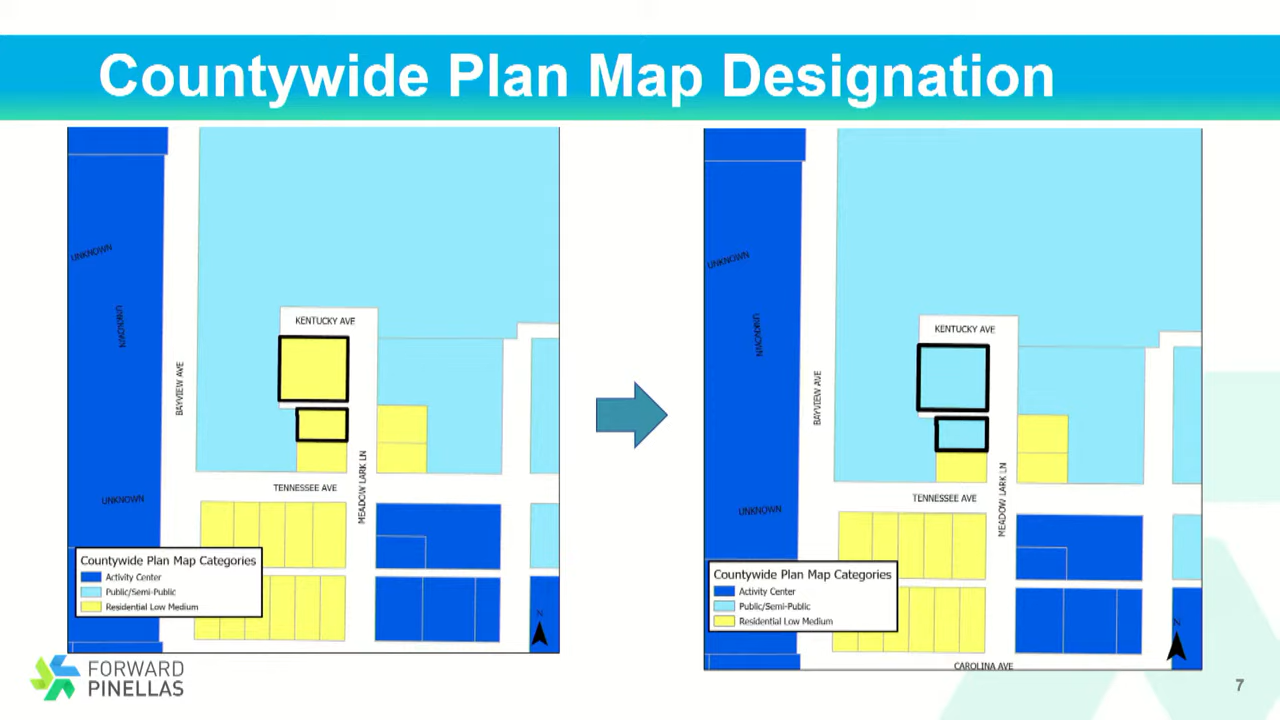 Countywide Plan Map Designation
UNKNOWN
UNKNOWN
KENTUCKY AVE
BAYVIEW AVE
MEADOW LARK LN
TENNESSEE AVE
UNKNOWN
Countywide Plan Map Categories
Activity Center
Public/Semi-Public
Residential Low Medium
N
UNKNOWN
UNKNOWN
KENTUCKY AVE
BAYVIEW AVE
MEADOW LARK LN
TENNESSEE AVE
UNKNOWN
Countywide Plan Map Categories
Activity Center
Public/Semi-Public
Residential Low Medium
N
CAROLINA AVE
FORWARD
PINELLAS
7